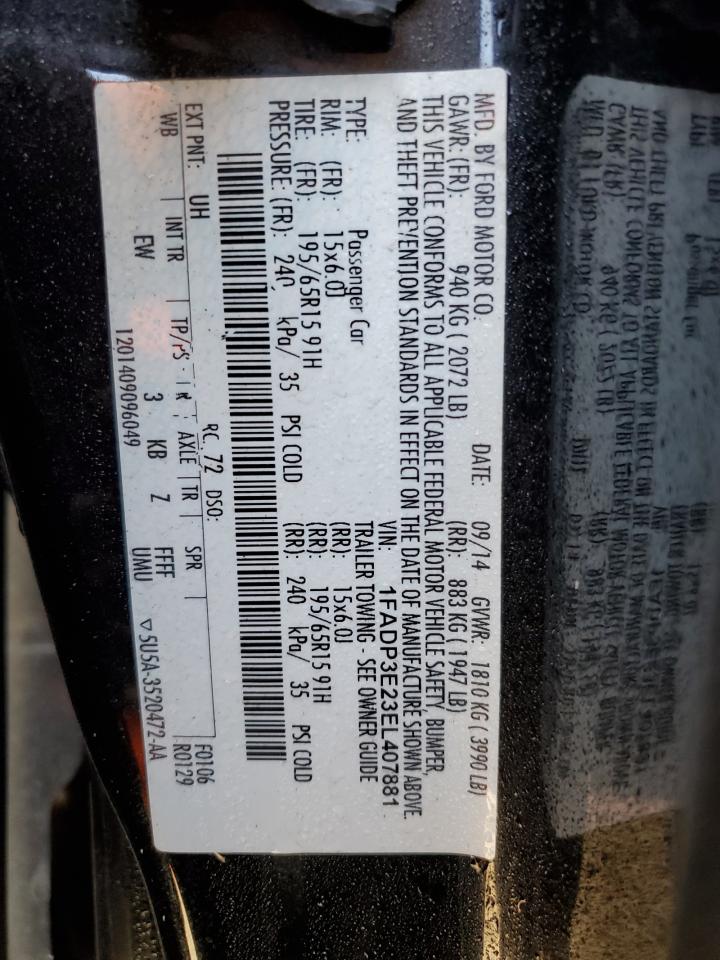 MFD. BY FORD MOTOR CO. DATE: 09/14 GVWR: 1810 KG ( 3990 LB)
GAWR: (FR): 940 KG ( 2072 LB) (RR): 883 KG ( 1947 LB)
THIS VEHICLE CONFORMS TO ALL APPLICABLE FEDERAL MOTOR VEHICLE SAFETY, BUMPER,
AND THEFT PREVENTION STANDARDS IN EFFECT ON THE DATE OF MANUFACTURE SHOWN ABOVE.
VIN: 1FADP3E23EL407881
TYPE: Passenger Car TRAILER TOWING - SEE OWNER GUIDE
RIM: (FR): 15x6.0J (RR): 15x6.0J
TIRE: (FR): 195/65R15 91H (RR): 195/65R15 91H
PRESSURE: (FR): 240 kPa/ 35 PSI COLD (RR): 240 kPa/ 35 PSI COLD
EXT PNT: UH RC: 72 DSO: F0106
WB INT TR TP/PS TR AXLE TR SPR R0129
EW 3 KB Z FFFF
UMU
1201409096049 ▽ 5U5A-3520472-AA